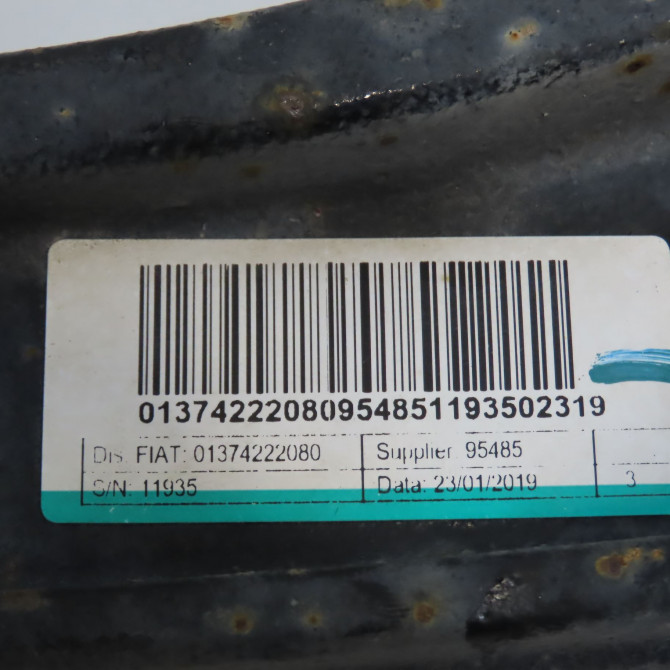 0137422208095485119350231 9
Dis. FIAT: 01374222080 Supplier 95485
S/N: 11935 Data: 23/01/2019 3